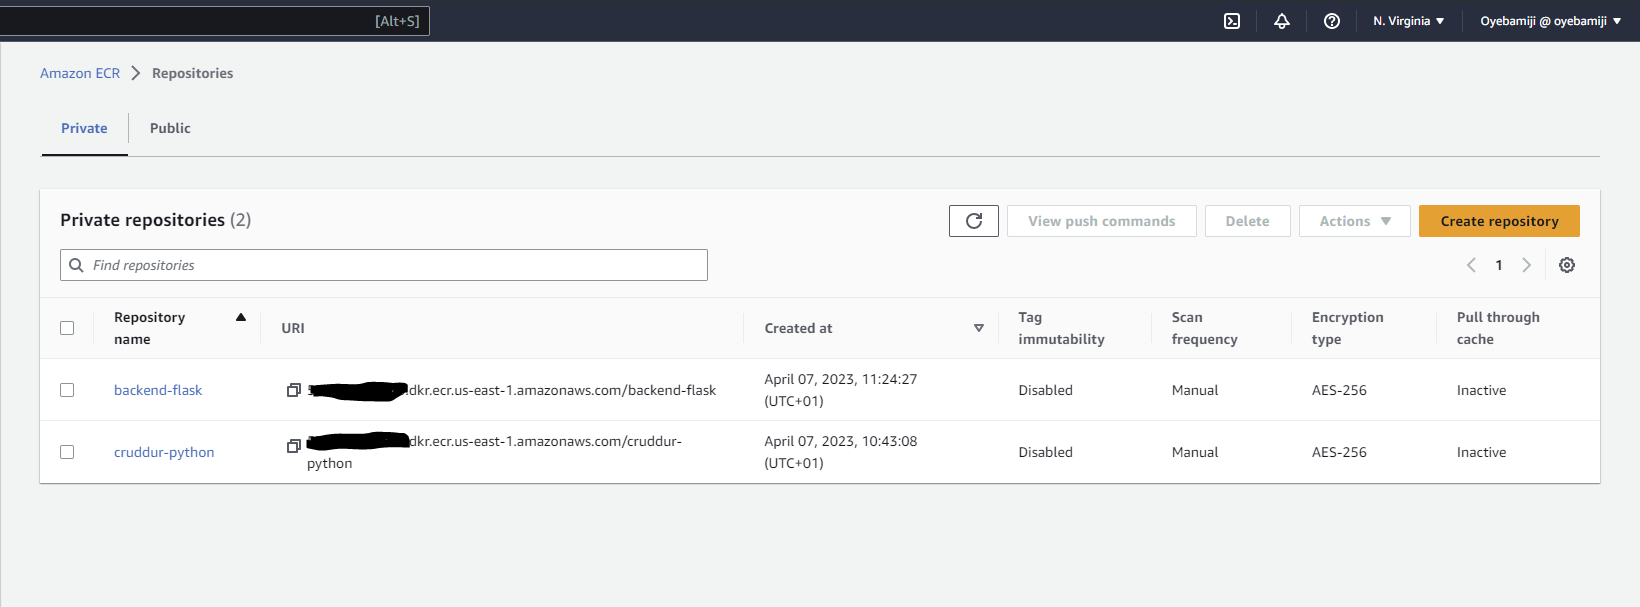 [Alt+S]
N. Virginia
Oyebamiji @ oyebamiji
Amazon ECR
Repositories
Private
Public
Private repositories (2)
View push commands
Delete
Actions
Create repository
Find repositories
1
Repository
name
URI
Created at
Tag
immutability
Scan
frequency
Encryption
type
Pull through
cache
backend-flask
dkr.ecr.us-east-1.amazonaws.com/backend-flask
April 07, 2023, 11:24:27
(UTC+01)
Disabled
Manual
AES-256
Inactive
cruddur-python
dkr.ecr.us-east-1.amazonaws.com/cruddur-
python
April 07, 2023, 10:43:08
(UTC+01)
Disabled
Manual
AES-256
Inactive